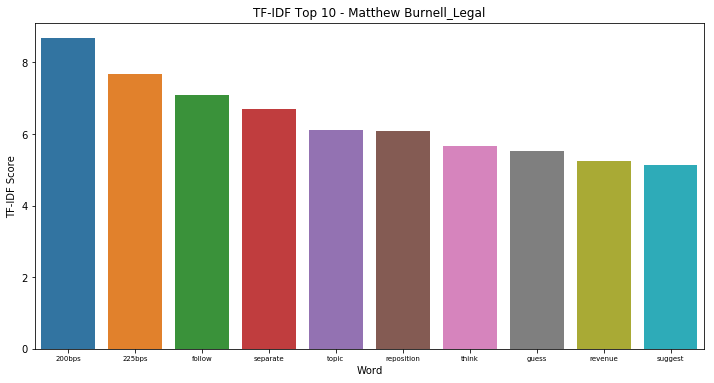 TF-IDF Top 10 - Matthew Burnell_Legal
TF-IDF Score
8
6
4
2
0
200bps 225bps follow separate topic reposition think guess revenue suggest
Word